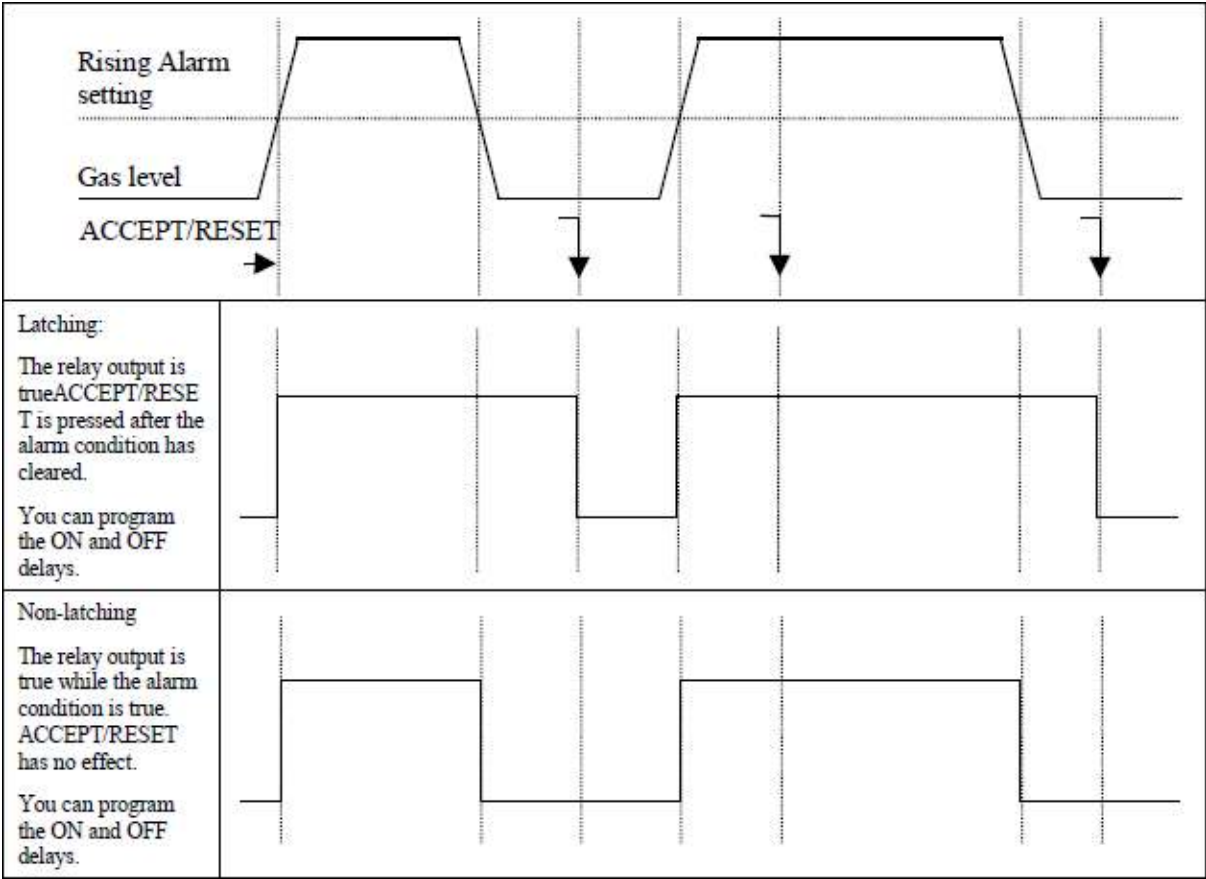 Rising Alarm
setting
Gas level
ACCEPT/RESET
Latching:
The relay output is
trueACCEPT/RESE
T is pressed after the
alarm condition has
cleared.
You can program
the ON and OFF
delays.
Non-latching
The relay output is
true while the alarm
condition is true.
ACCEPT/RESET
has no effect.
You can program
the ON and OFF
delays.